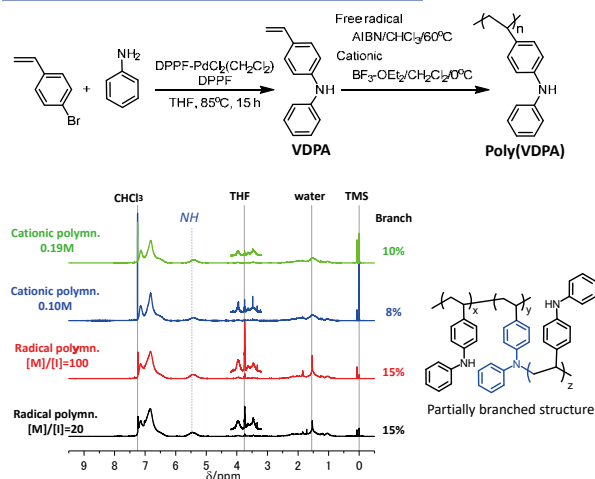 Free radical
AIBN/CHCl3/60⁰C
Cationic
BF3-OEt2/CH2Cl2/0⁰C
NH2
DPPF-PdCl2(CH2Cl2)
DPPF
THF, 85⁰C, 15 h
+
Br
NH
n
NH
VDPA
Poly(VDPA)
CHCl3
NH
THF
water
TMS
Branch
Cationic polymn.
0.19M
10%
Cationic polymn.
0.10M
8%
Radical polymn.
[M]/[I]=100
15%
Radical polymn.
[M]/[I]=20
15%
9 8 7 6 5 4 3 2 1 0
δ/ppm
x
y
HN
NH
N
z
Partially branched structure